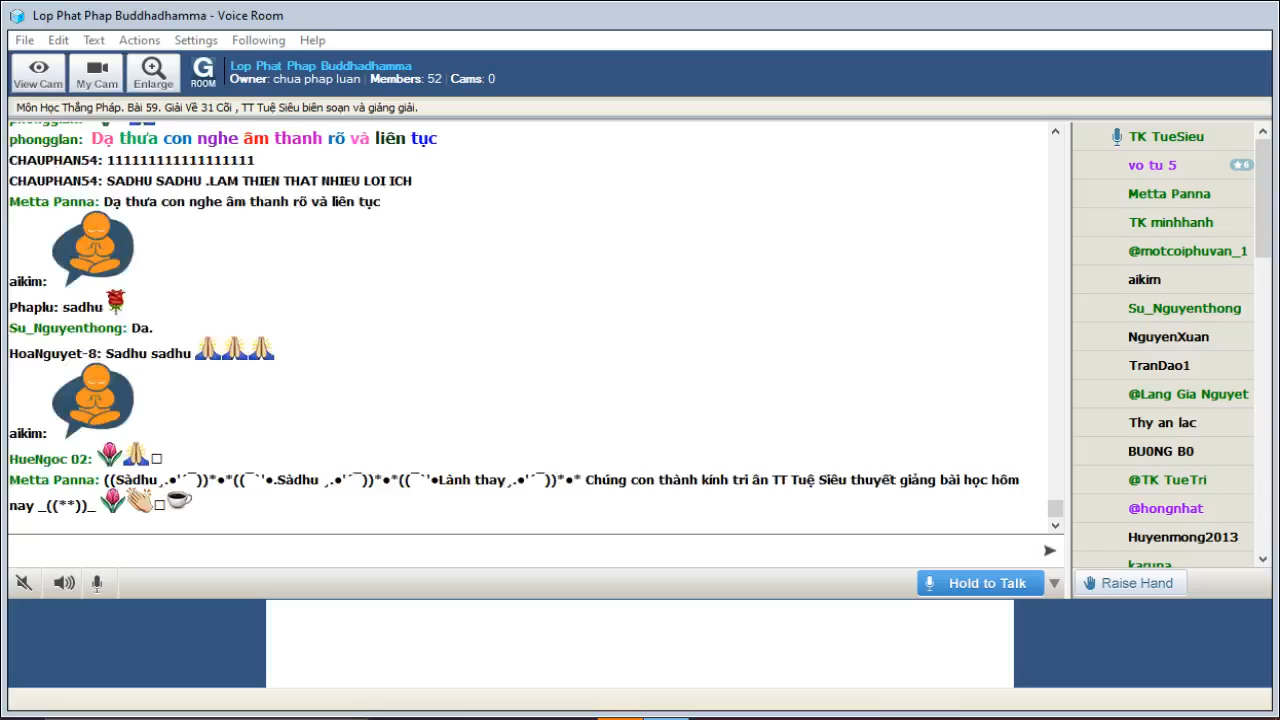 Lop Phat Phap Buddhadhamma - Voice Room
File Edit Text Actions Settings Following Help
View Cam My Cam Enlarge G ROOM
Lop Phat Phap Buddhadhamma
Owner: chua phap luan | Members: 52 | Cams: 0
Môn Học Thắng Pháp. Bài 59. Giải Về 31 Cõi , TT Tuệ Siêu biên soạn và giảng giải.
phongglan: Dạ thưa con nghe âm thanh rõ và liên tục
CHAUPHAN54: 1111111111111111111
CHAUPHAN54: SADHU SADHU .LAM THIEN THAT NHIEU LOI ICH
Metta Panna: Dạ thưa con nghe âm thanh rõ và liên tục
aikim:
Phaplu: sadhu
Su_Nguyenthong: Da.
HoaNguyet-8: Sadhu sadhu
aikim:
HueNgoc 02:
Metta Panna: ((Sàdhu¸.●'´¯))*●*((¯`'●.Sàdhu ¸.●'´¯))*●*((¯`'●Lành thay¸.●'´¯))*●* Chúng con thành kính tri ân TT Tuệ Siêu thuyết giảng bài học hôm
nay _((**))_
TK TueSieu
vo tu 5
6
Metta Panna
TK minhhanh
@motcoiphuvan_1
aikim
Su_Nguyenthong
NguyenXuan
TranDao1
@Lang Gia Nguyet
Thy an lac
BU0NG B0
@TK TueTri
@hongnhat
Huyenmong2013
karuna
Hold to Talk
Raise Hand